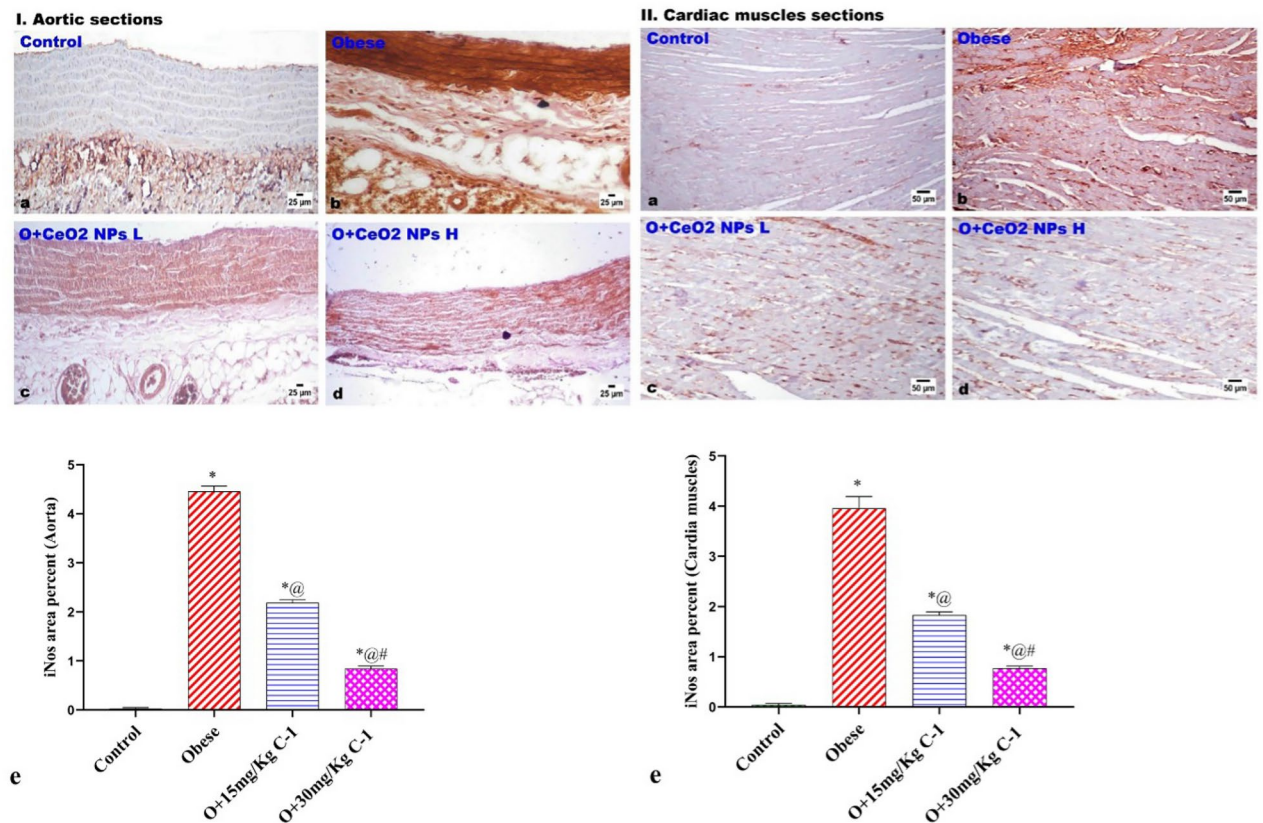 I. Aortic sections
Control
a
25 µm
Obese
b
25 µm
O+CeO2 NPs L
c
25 µm
O+CeO2 NPs H
d
25 µm
II. Cardiac muscles sections
Control
a
50 µm
Obese
b
50 µm
O+CeO2 NPs L
c
50 µm
O+CeO2 NPs H
d
50 µm
iNos area percent (Aorta)
5
4
3
2
1
0
*
*@
*@#
Control
Obese
O+15mg/Kg C-1
O+30mg/Kg C-1
e
iNos area percent (Cardia muscles)
5
4
3
2
1
0
*
*@
*@#
Control
Obese
O+15mg/Kg C-1
O+30mg/Kg C-1
e